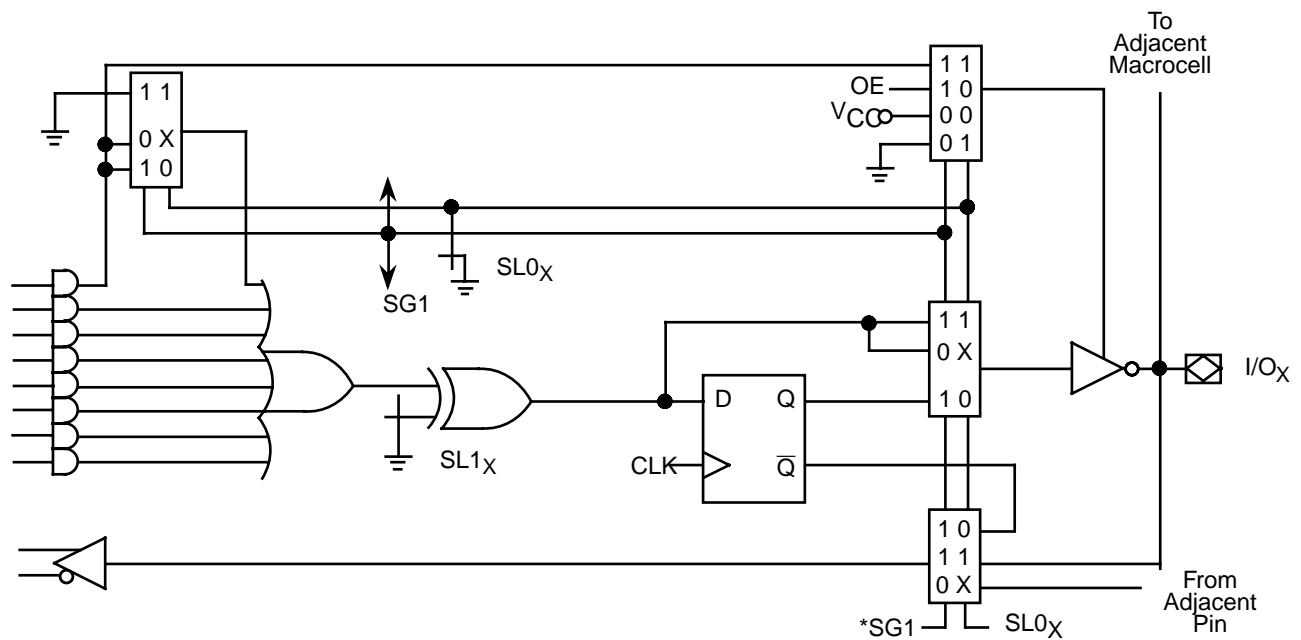 To
Adjacent
Macrocell
1 1
OE
1 0
VCC
0 0
0 1
1 1
0 X
1 0
SL0X
SG1
1 1
0 X
1 0
I/OX
D
Q
SL1X
CLK
Q̅
1 0
1 1
0 X
From
Adjacent
Pin
*SG1
SL0X